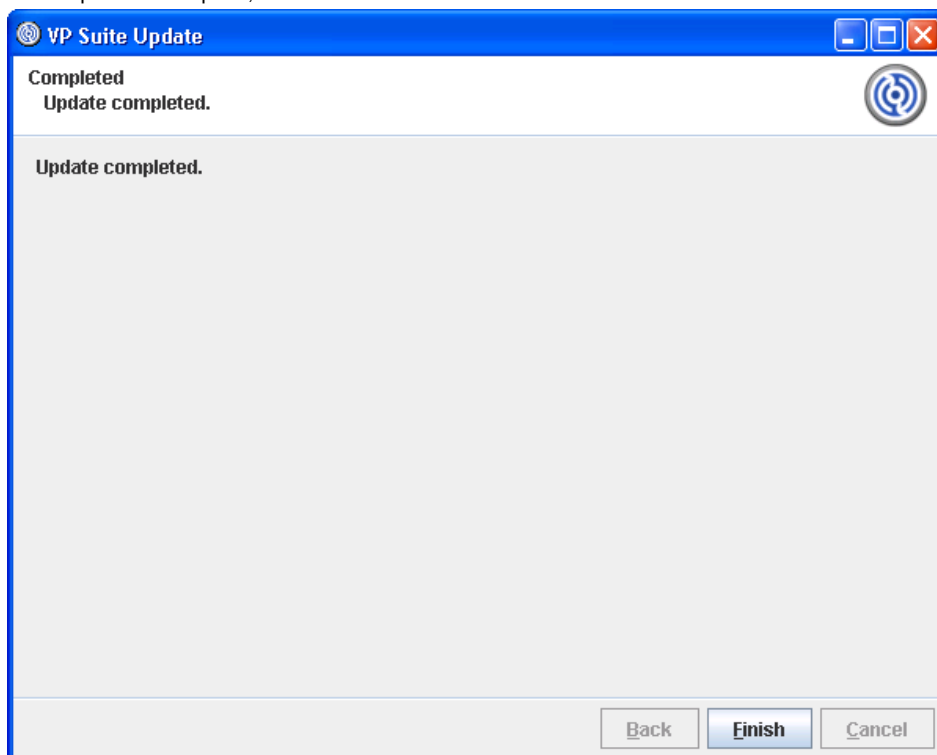 VP Suite Update
Completed
Update completed.
Update completed.
Back Finish Cancel